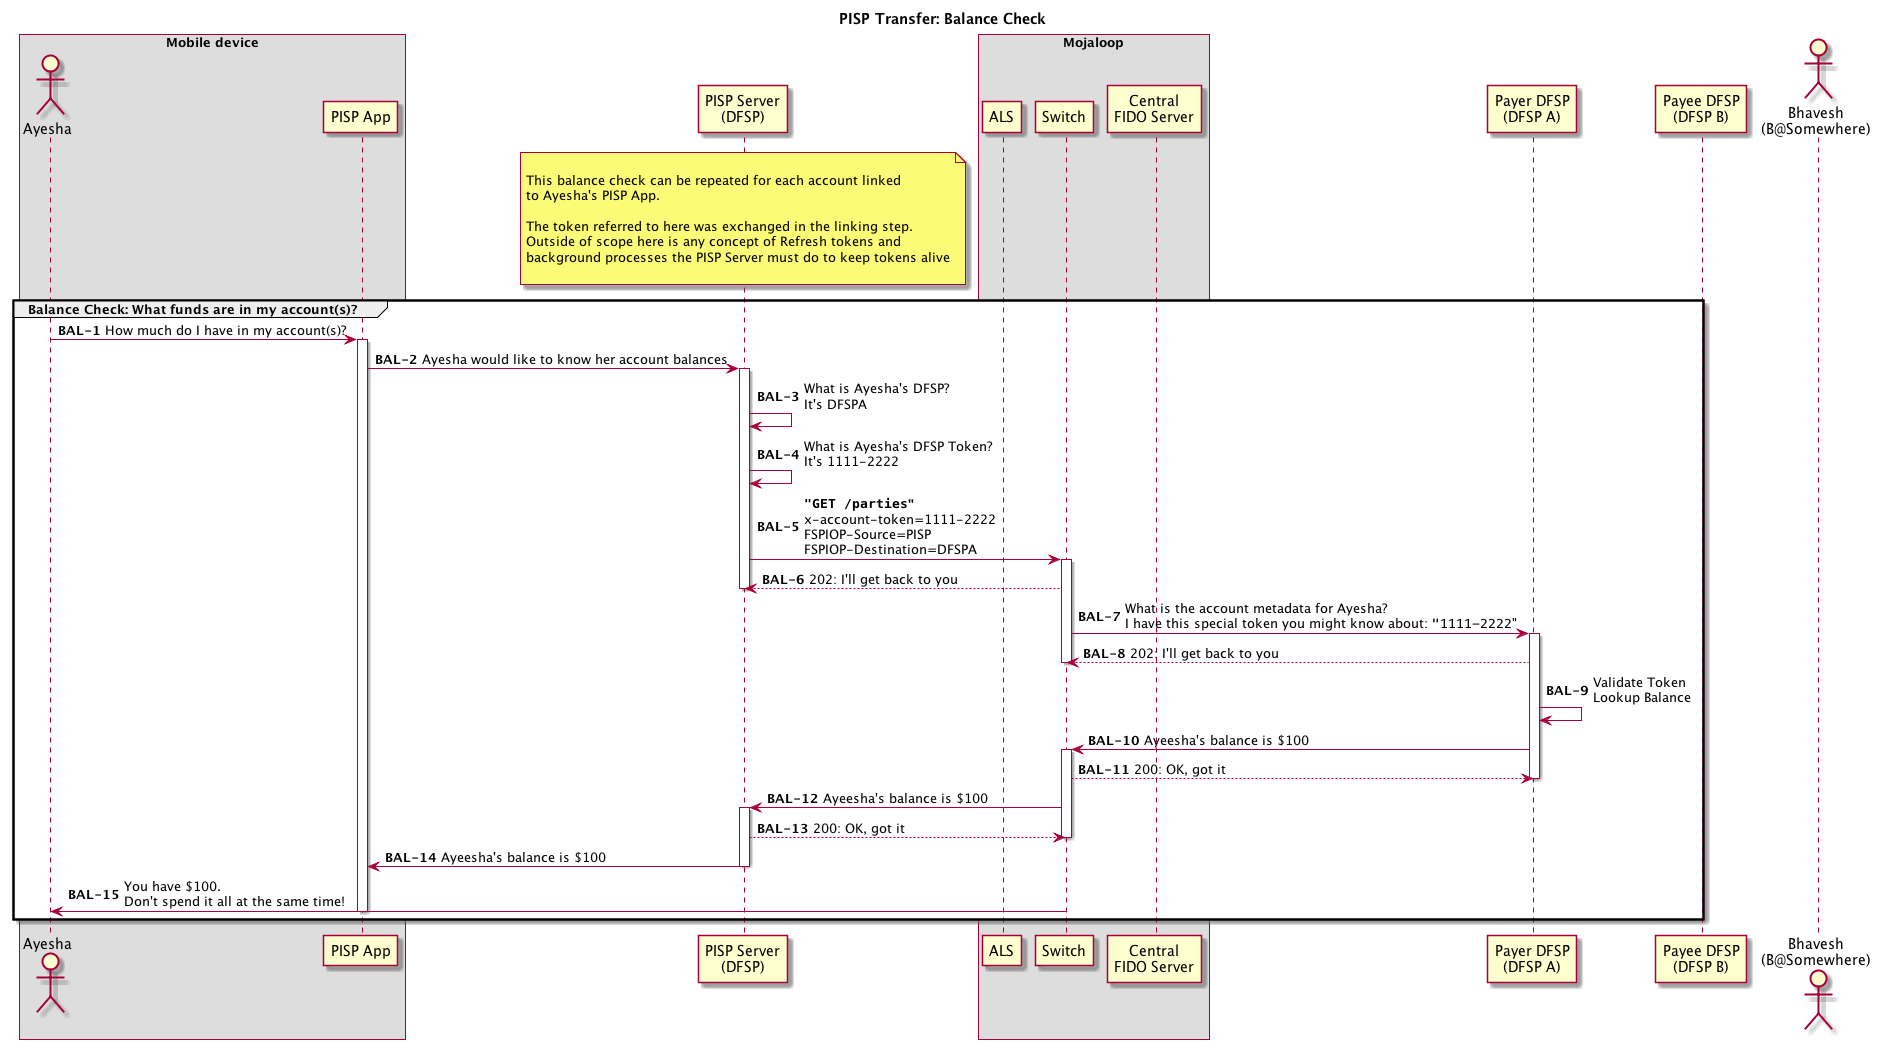 PISP Transfer: Balance Check
Mobile device
Mojaloop
Ayesha
PISP App
PISP Server
(DFSP)
ALS
Switch
Central
FIDO Server
Payer DFSP
(DFSP A)
Payee DFSP
(DFSP B)
Bhavesh
(B@Somewhere)
This balance check can be repeated for each account linked
to Ayesha's PISP App.
The token referred to here was exchanged in the linking step.
Outside of scope here is any concept of Refresh tokens and
background processes the PISP Server must do to keep tokens alive
Balance Check: What funds are in my account(s)?
BAL-1 How much do I have in my account(s)?
BAL-2 Ayesha would like to know her account balances
BAL-3 What is Ayesha's DFSP?
It's DFSPA
BAL-4 What is Ayesha's DFSP Token?
It's 1111-2222
BAL-5 "GET /parties"
x-account-token=1111-2222
FSPIOP-Source=PISP
FSPIOP-Destination=DFSPA
BAL-6 202: I'll get back to you
BAL-7 What is the account metadata for Ayesha?
I have this special token you might know about: "1111-2222"
BAL-8 202: I'll get back to you
BAL-9 Validate Token
Lookup Balance
BAL-10 Ayeesha's balance is $100
BAL-11 200: OK, got it
BAL-12 Ayeesha's balance is $100
BAL-13 200: OK, got it
BAL-14 Ayeesha's balance is $100
BAL-15 You have $100.
Don't spend it all at the same time!
Ayesha
PISP App
PISP Server
(DFSP)
ALS
Switch
Central
FIDO Server
Payer DFSP
(DFSP A)
Payee DFSP
(DFSP B)
Bhavesh
(B@Somewhere)